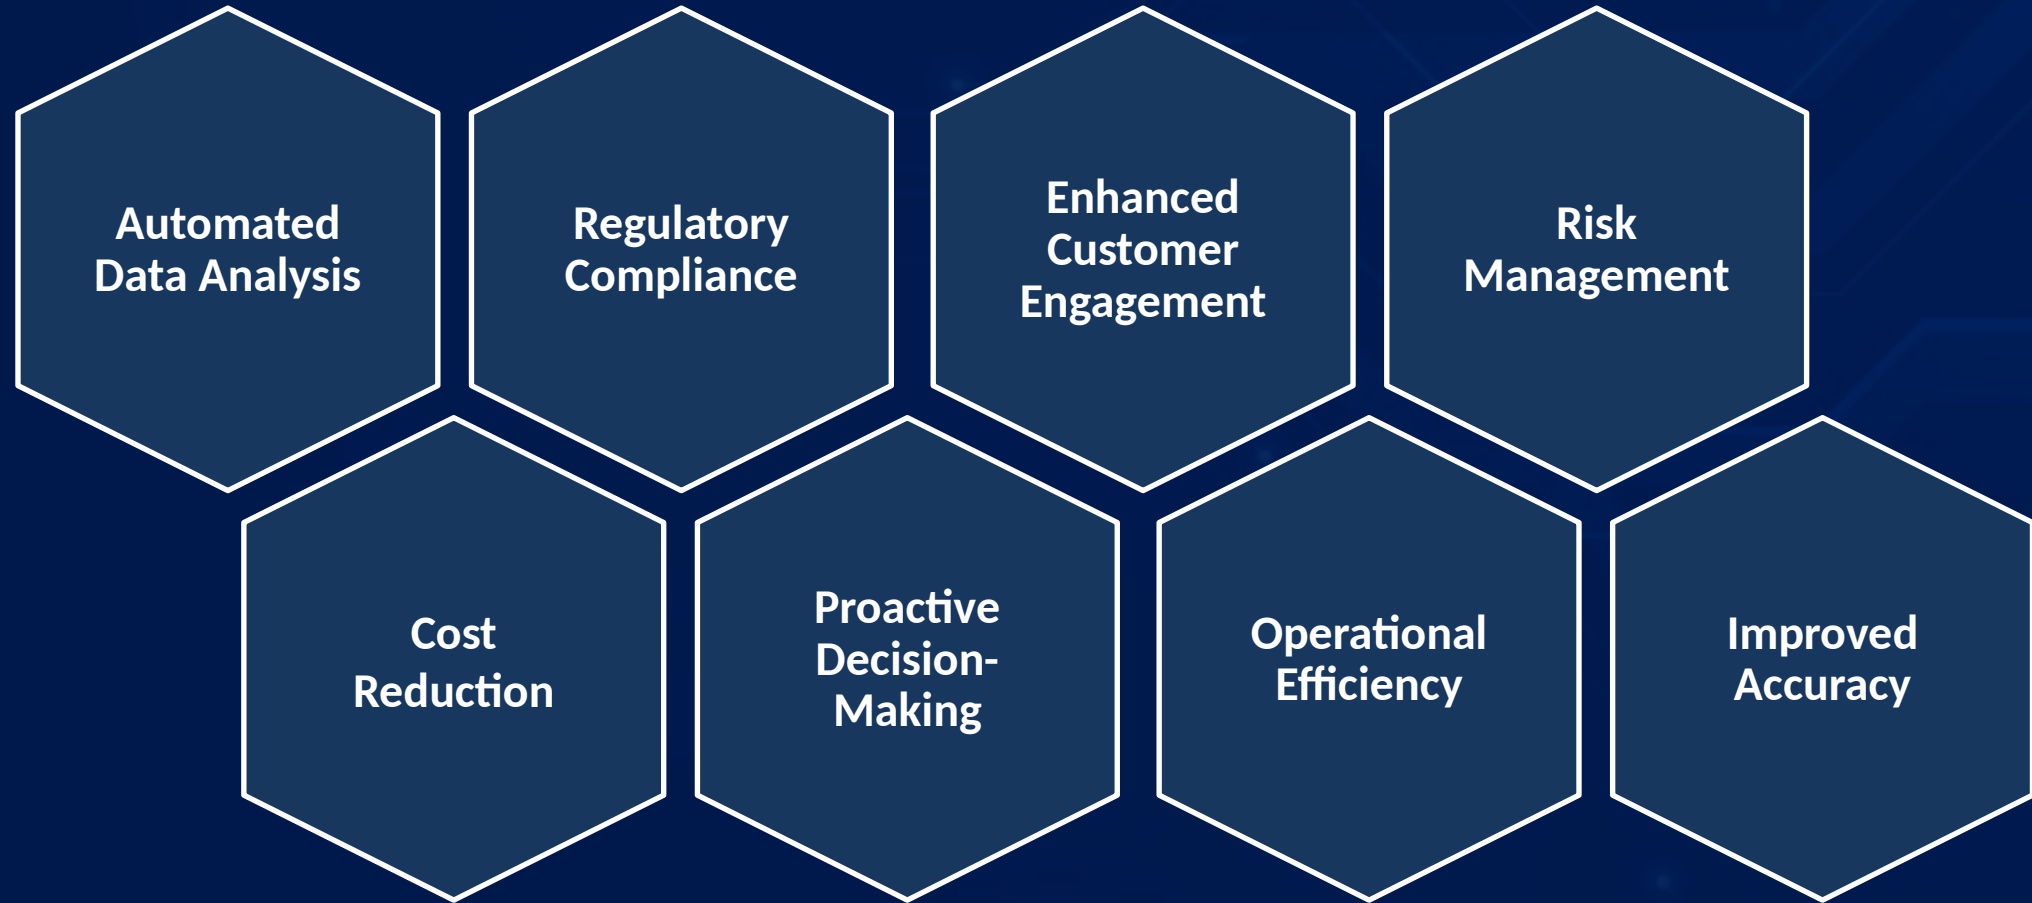 Automated
Data Analysis
Regulatory
Compliance
Enhanced
Customer
Engagement
Risk
Management
Cost
Reduction
Proactive
Decision-
Making
Operational
Efficiency
Improved
Accuracy